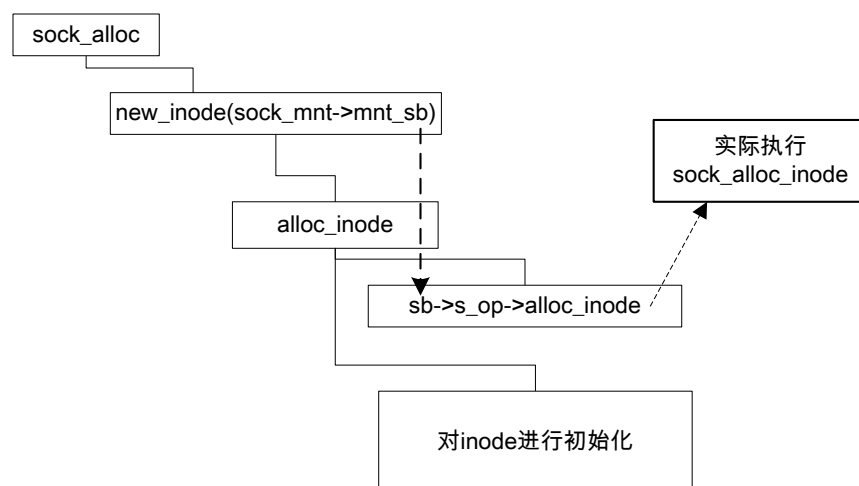 sock_alloc
new_inode(sock_mnt->mnt_sb)
实际执行
sock_alloc_inode
alloc_inode
sb->s_op->alloc_inode
对inode进行初始化